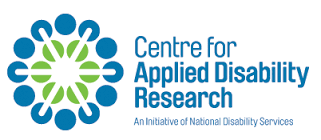 Centre for
Applied Disability
Research
An Initiative of National Disability Services